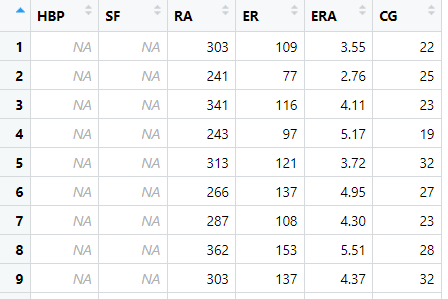 HBP SF RA ER ERA CG
1 NA NA 303 109 3.55 22
2 NA NA 241 77 2.76 25
3 NA NA 341 116 4.11 23
4 NA NA 243 97 5.17 19
5 NA NA 313 121 3.72 32
6 NA NA 266 137 4.95 27
7 NA NA 287 108 4.30 23
8 NA NA 362 153 5.51 28
9 NA NA 303 137 4.37 32